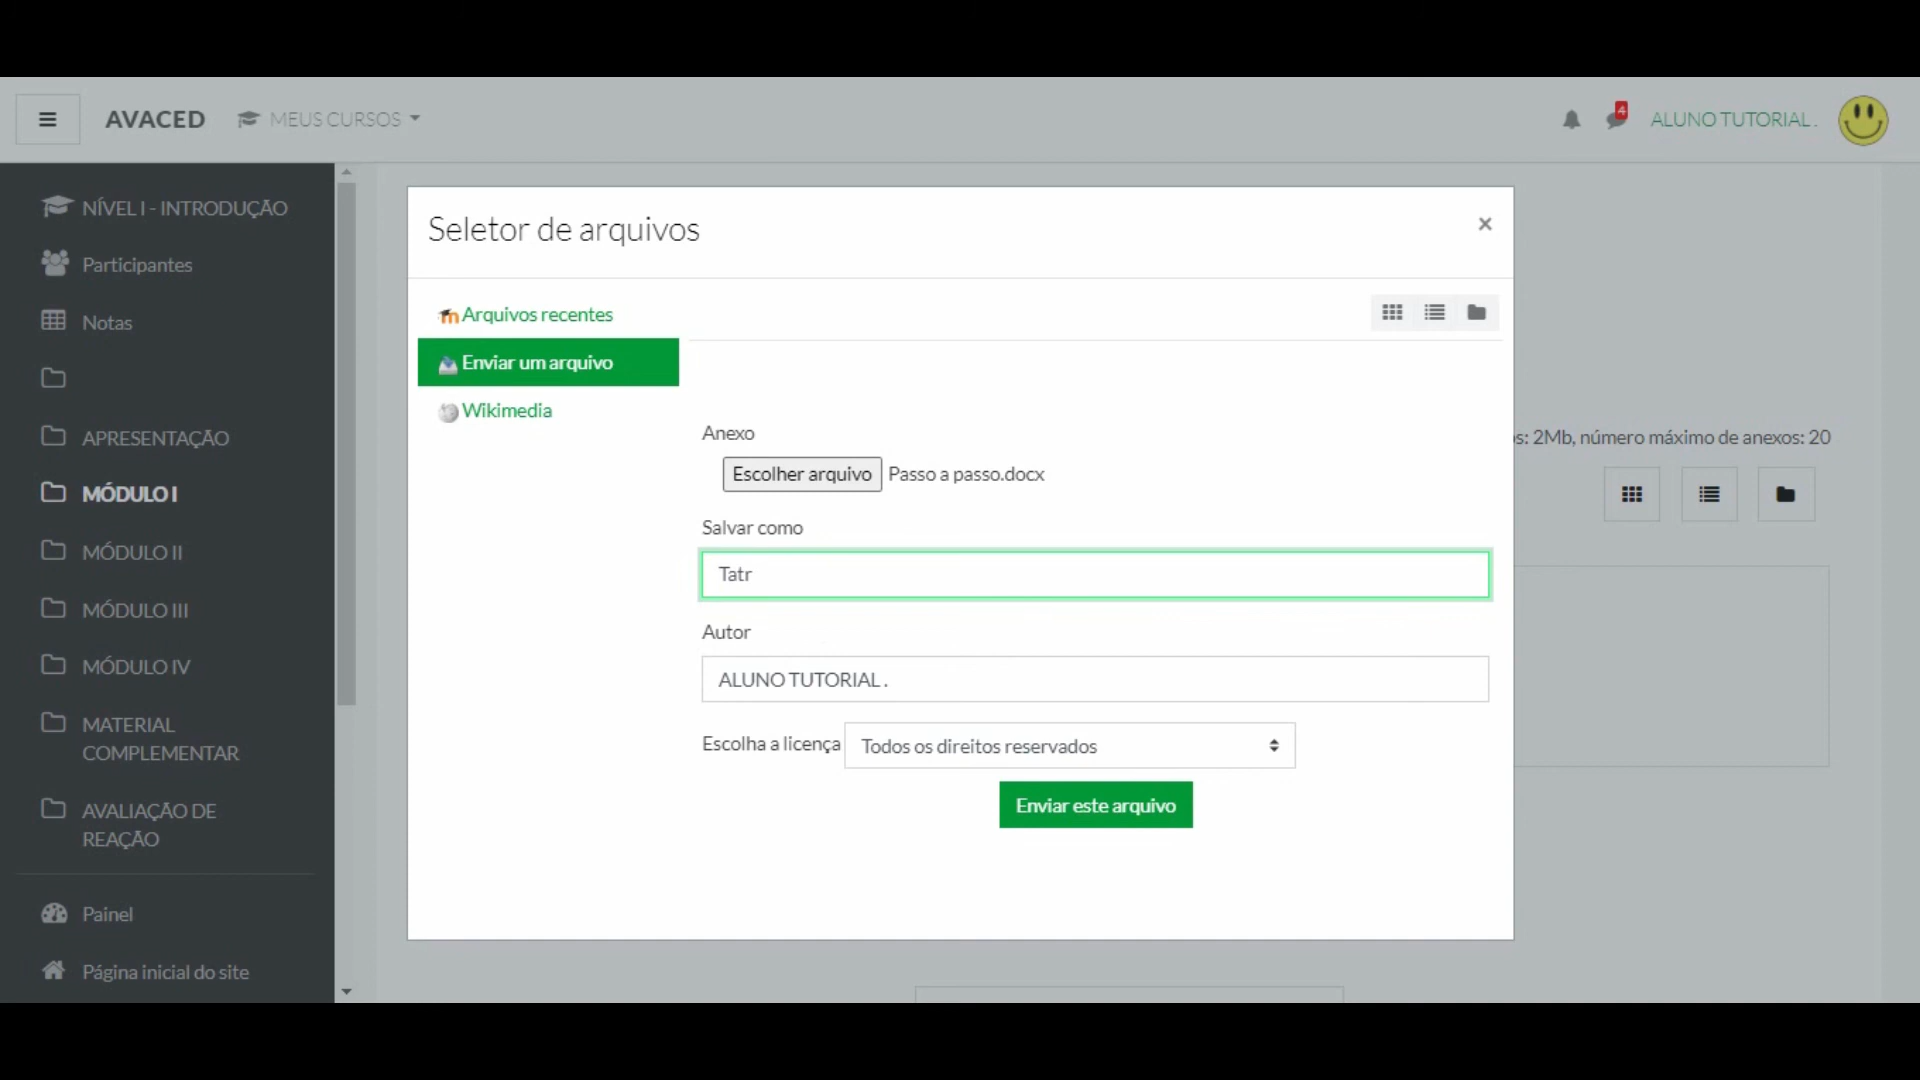 AVACED
MEUS CURSOS
4
ALUNO TUTORIAL .
NÍVEL I - INTRODUÇÃO
Participantes
Notas
APRESENTAÇÃO
MÓDULO I
MÓDULO II
MÓDULO III
MÓDULO IV
MATERIAL
COMPLEMENTAR
AVALIAÇÃO DE
REAÇÃO
Painel
Página inicial do site
Seletor de arquivos
×
Arquivos recentes
Enviar um arquivo
Wikimedia
Anexo
Escolher arquivo Passo a passo.docx
Salvar como
Tatr
Autor
ALUNO TUTORIAL .
Escolha a licença Todos os direitos reservados
Enviar este arquivo
s: 2Mb, número máximo de anexos: 20